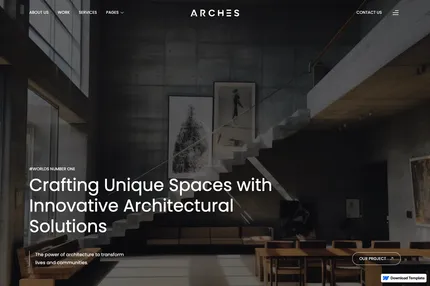 ABOUT US WORK SERVICES PAGES
ARCHES
CONTACT US
#WORLDS NUMBER ONE
Crafting Unique Spaces with
Innovative Architectural
Solutions
The power of architecture to transform
lives and communities.
OUR PROJECT
Download Template